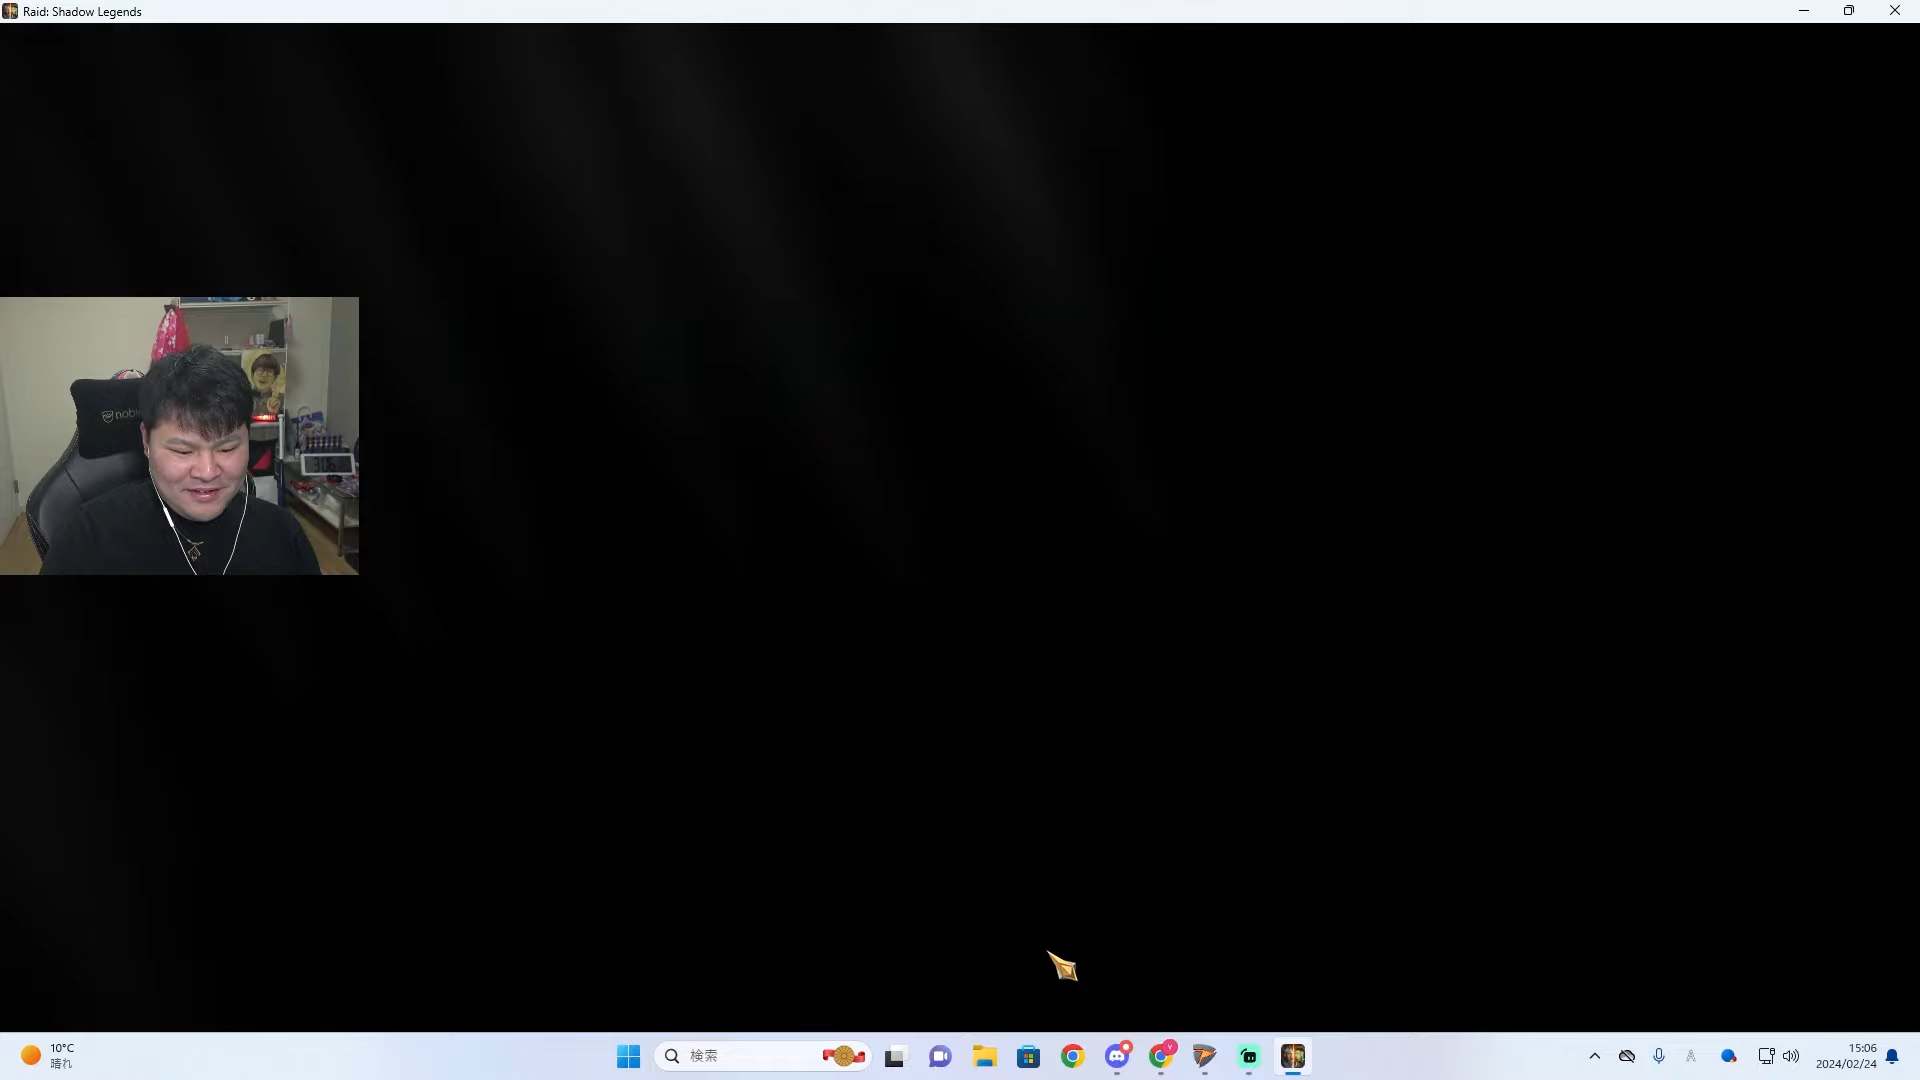 Raid: Shadow Legends
10°C
晴れ
検索
A
15:06
2024/02/24